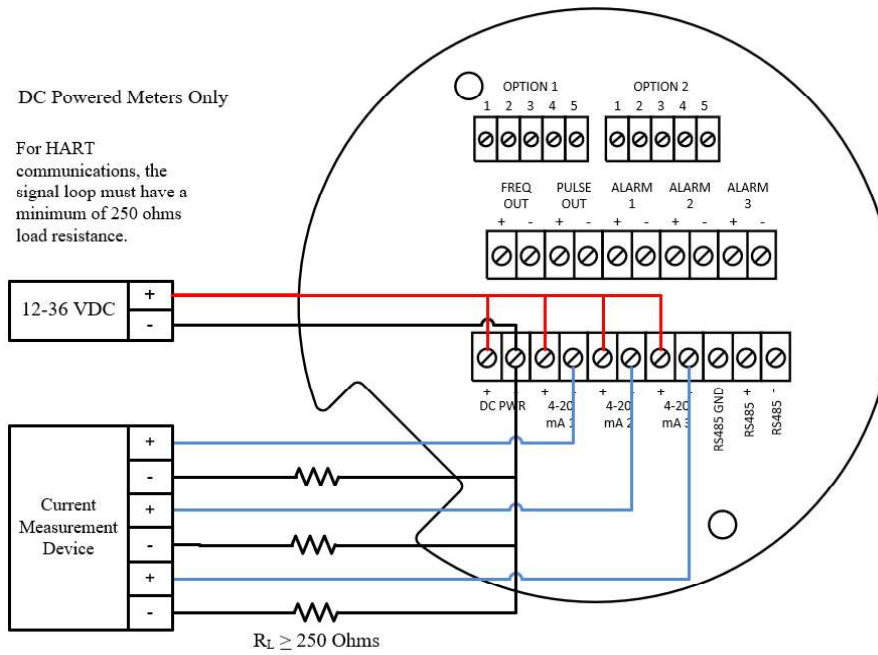 DC Powered Meters Only
For HART
communications, the
signal loop must have a
minimum of 250 ohms
load resistance.
OPTION 1
1 2 3 4 5
OPTION 2
1 2 3 4 5
FREQ
OUT
+ -
PULSE
OUT
+ -
ALARM
1
+ -
ALARM
2
+ -
ALARM
3
+ -
12-36 VDC
+
-
+ -
DC PWR
+ -
4-20
mA 1
+ -
4-20
mA 2
+ -
4-20
mA 3
RS485 GND
RS485 +
RS485 -
Current
Measurement
Device
+
-
+
-
+
-
RL ≥ 250 Ohms